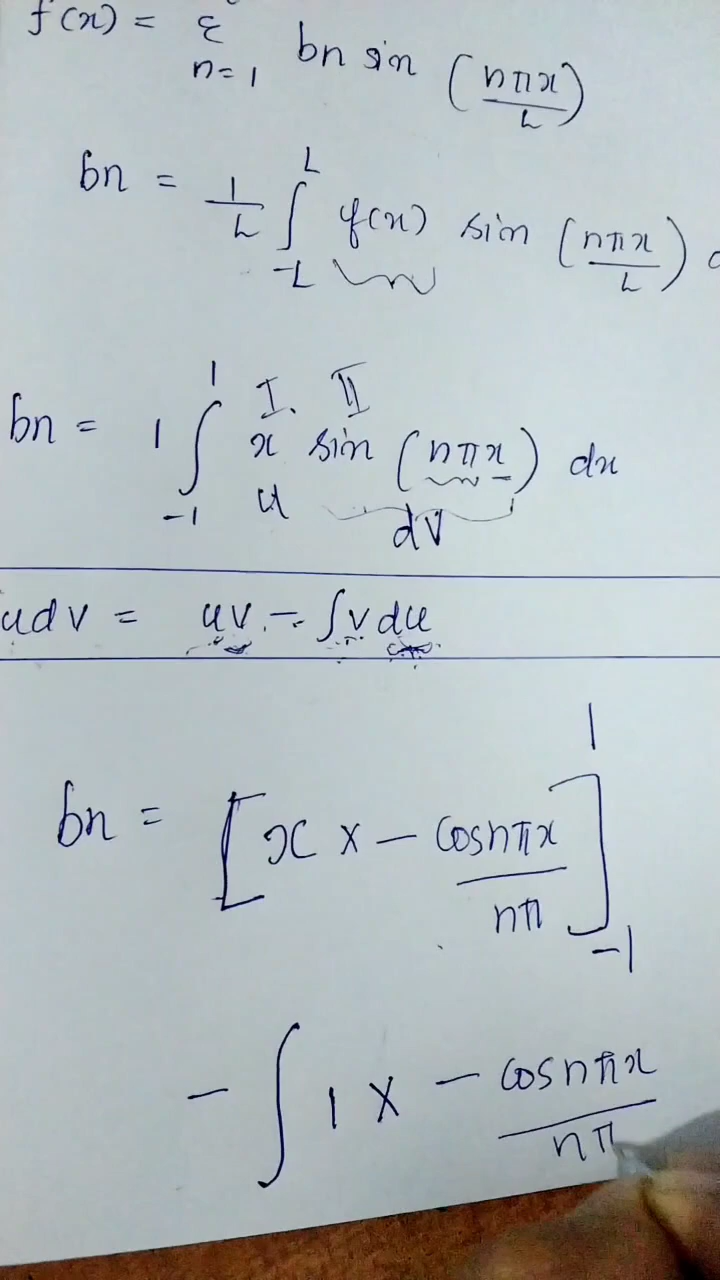 f(x) = Σ n=1 bn sin (nπx/L)
bn = 1/L ∫ -L L f(x) sin (nπx/L)
I. II
bn = 1 ∫ -1 1 x sin (nπx) dx
u dv
udv = uv - ∫vdu
bn = [x × - cosnπx/nπ] 1 -1
- ∫ 1 × - cosnπx/nπ